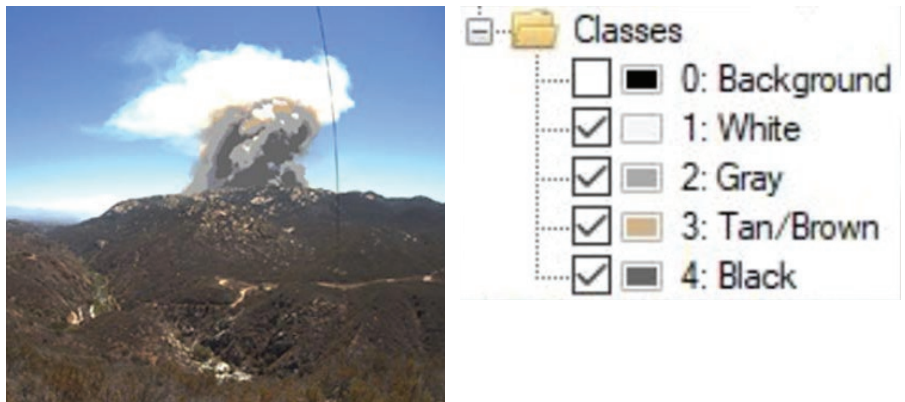 Classes
0: Background
1: White
2: Gray
3: Tan/Brown
4: Black